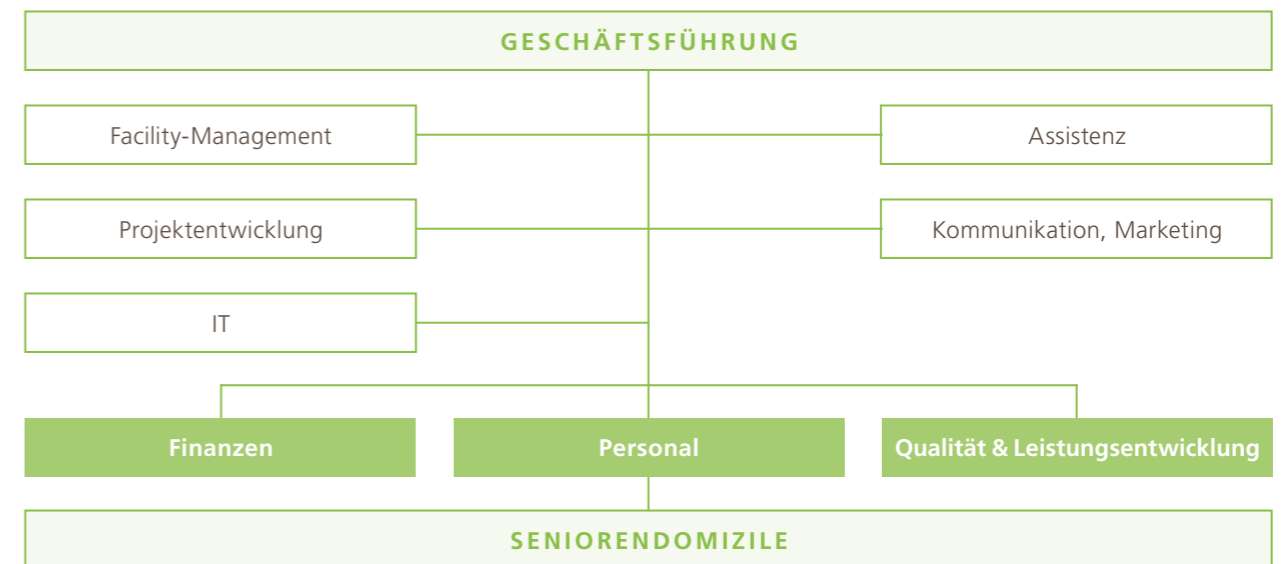 GESCHÄFTSFÜHRUNG
Facility-Management
Assistenz
Projektentwicklung
Kommunikation, Marketing
IT
Finanzen
Personal
Qualität & Leistungsentwicklung
SENIORENDOMIZILE